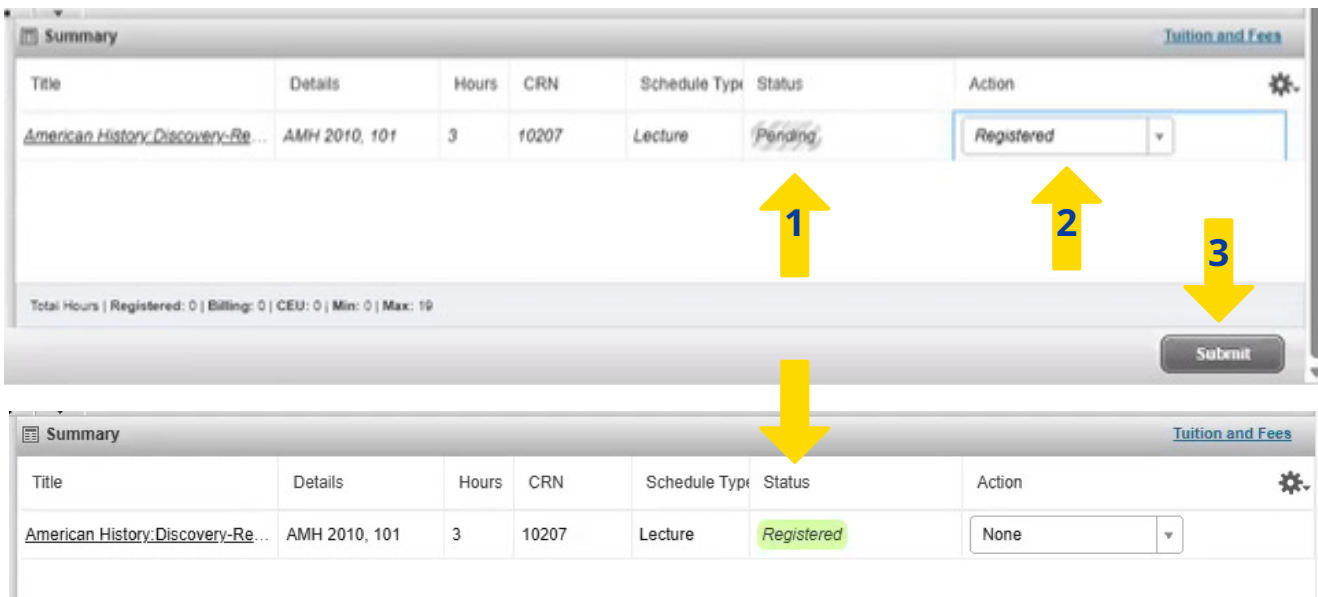 Summary Tuition and Fees
Title Details Hours CRN Schedule Type Status Action
American History:Discovery-Re... AMH 2010, 101 3 10207 Lecture Pending Registered
1 2
3
Total Hours | Registered: 0 | Billing: 0 | CEU: 0 | Min: 0 | Max: 19
Submit
Summary Tuition and Fees
Title Details Hours CRN Schedule Type Status Action
American History:Discovery-Re... AMH 2010, 101 3 10207 Lecture Registered None